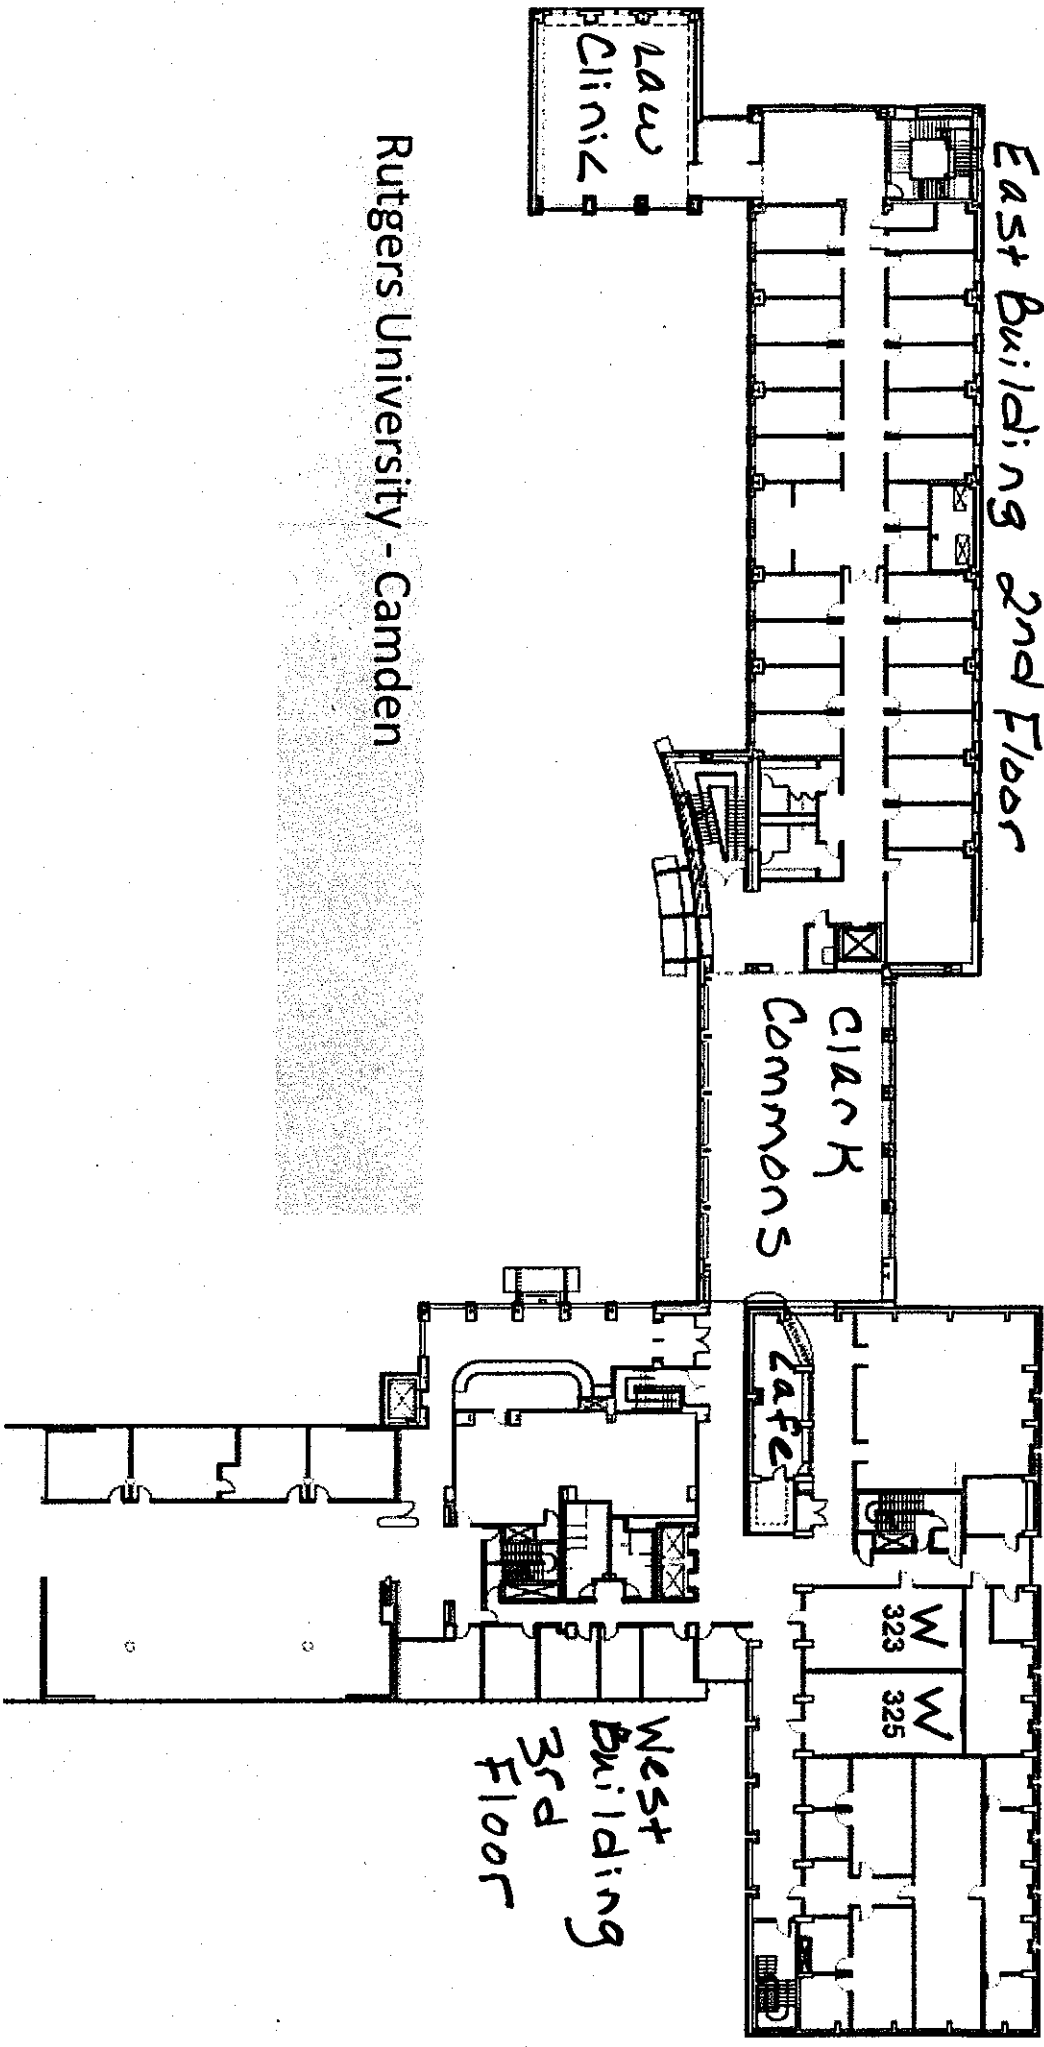 East Building 2nd Floor
Law
Clinic
Clark
Commons
Cafe
W
323
W
325
West
Building
3rd
Floor
Rutgers University - Camden